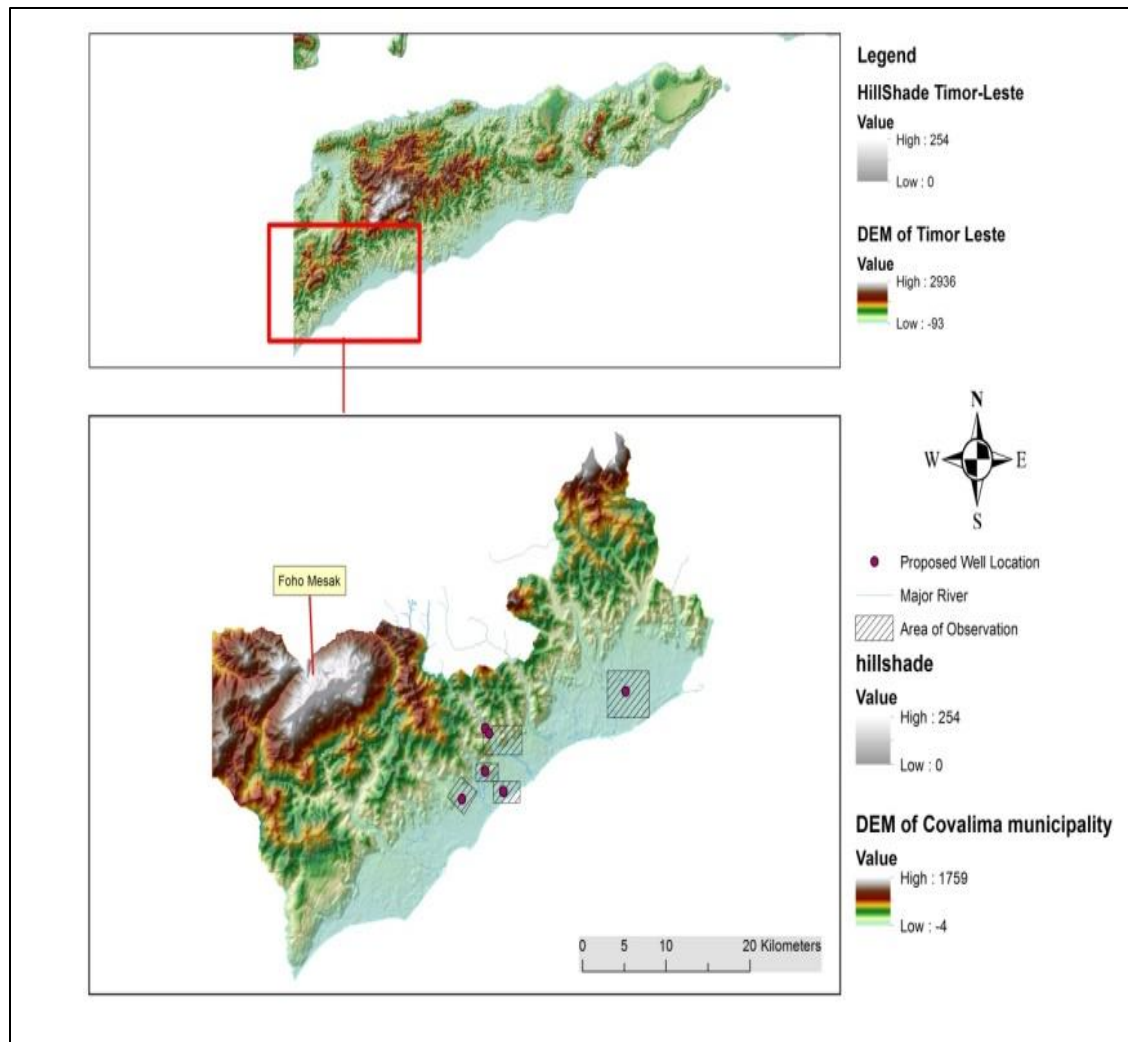 Legend
HillShade Timor-Leste
Value
High : 254
Low : 0
DEM of Timor Leste
Value
High : 2936
Low : -93
N
W
E
S
Foho Mesak
Proposed Well Location
Major River
Area of Observation
hillshade
Value
High : 254
Low : 0
DEM of Covalima municipality
Value
High : 1759
Low : -4
0 5 10 20 Kilometers